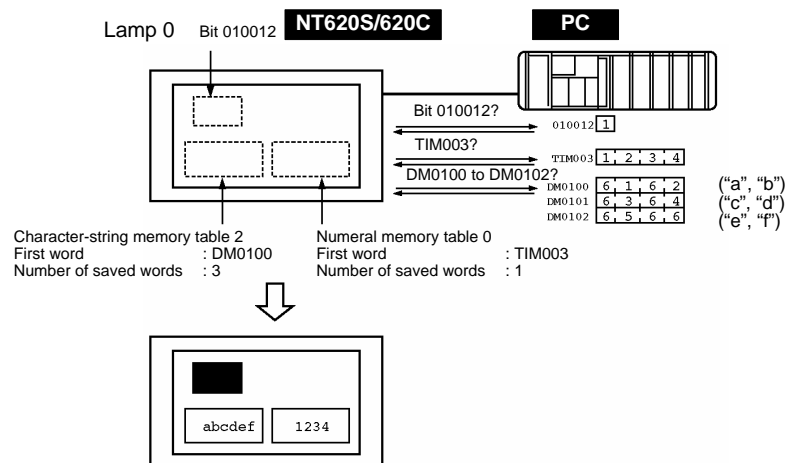 Lamp 0 Bit 010012 NT620S/620C PC
Bit 010012?
010012 1
TIM003?
TIM003 1 2 3 4
DM0100 to DM0102?
DM0100 6 1 6 2 (“a”, “b”)
DM0101 6 3 6 4 (“c”, “d”)
DM0102 6 5 6 6 (“e”, “f”)
Character-string memory table 2 Numeral memory table 0
First word : DM0100 First word : TIM003
Number of saved words : 3 Number of saved words : 1
abcdef 1234